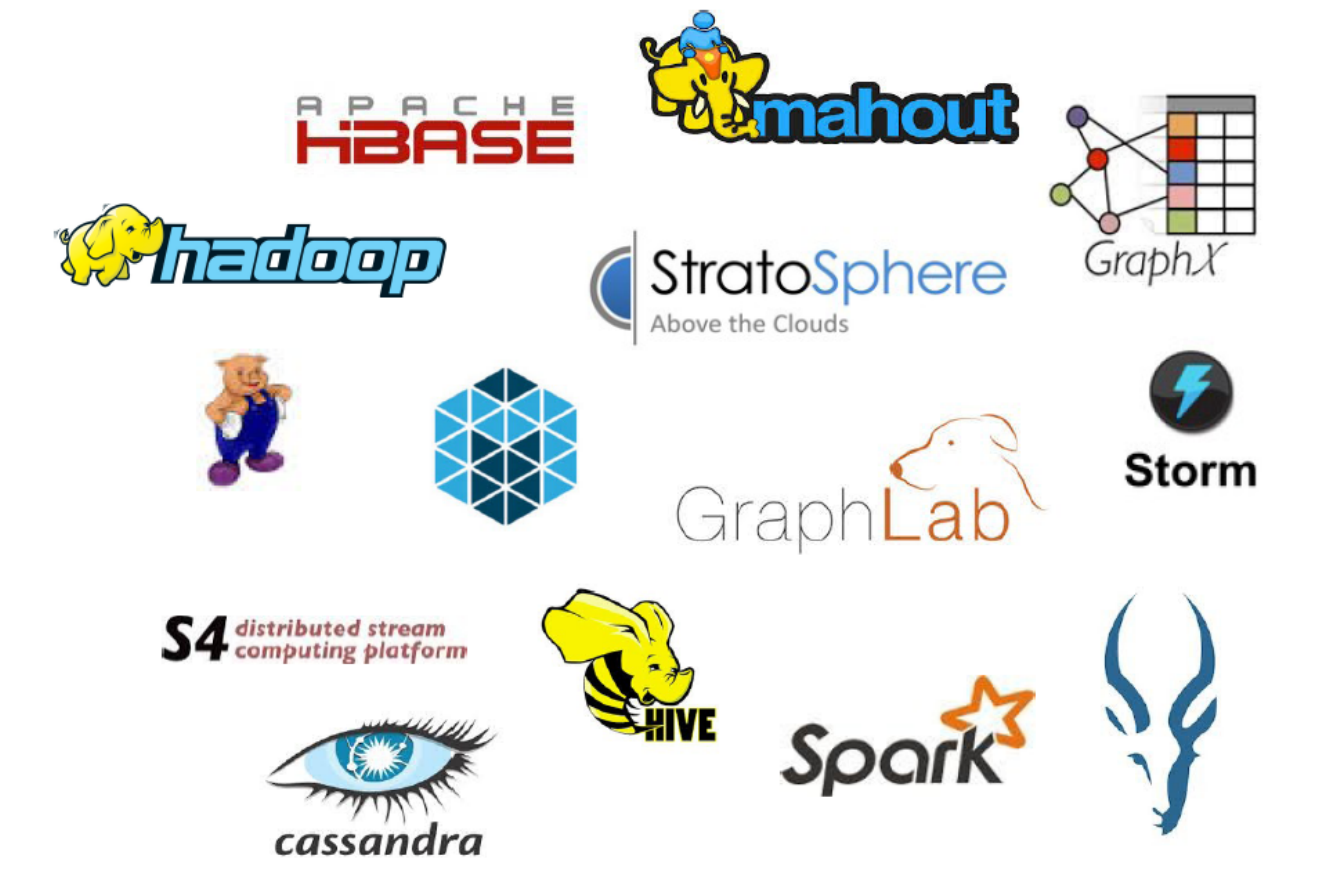 mahout
APACHE
HBASE
GraphX
hadoop
StratoSphere
Above the Clouds
Storm
GraphLab
S4 distributed stream
computing platform
HIVE
Spark
cassandra